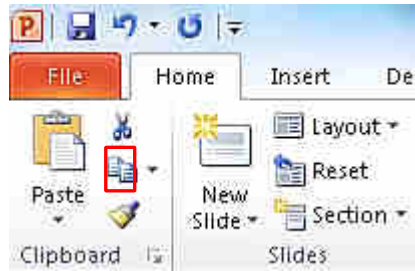 P
File Home Insert De
Layout
Reset
Paste New Slide Section
Clipboard Slides